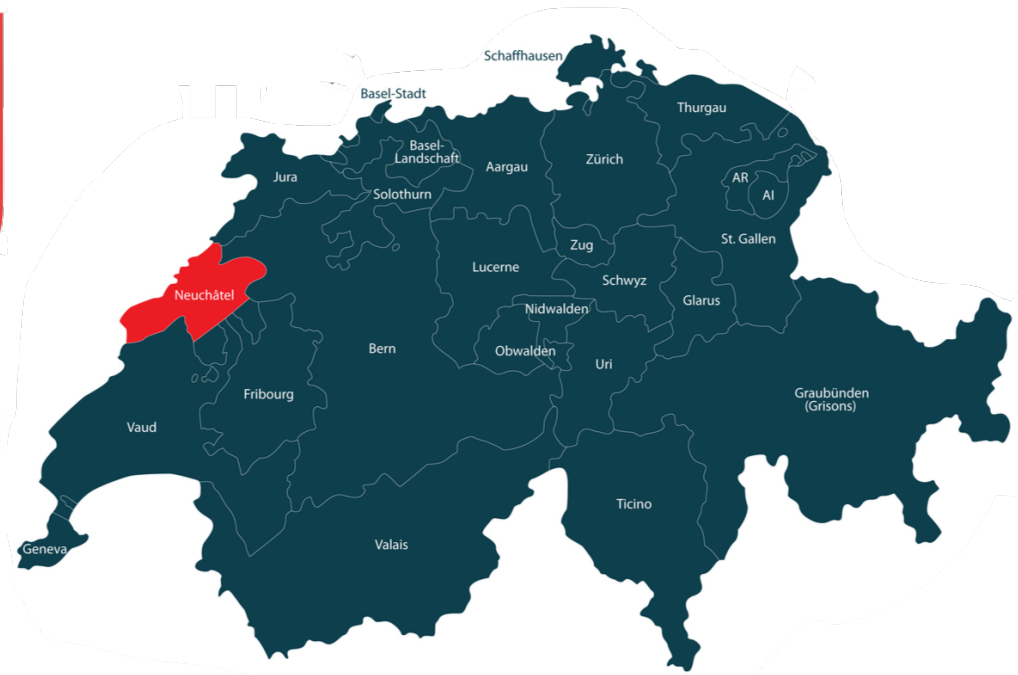 Schaffhausen
Basel-Stadt
Thurgau
Basel-
Landschaft
Zürich
Aargau
Jura
AR
AI
Solothurn
St. Gallen
Zug
Lucerne
Schwyz
Neuchâtel
Glarus
Nidwalden
Bern
Obwalden
Uri
Fribourg
Graubünden
(Grisons)
Vaud
Ticino
Valais
Geneva